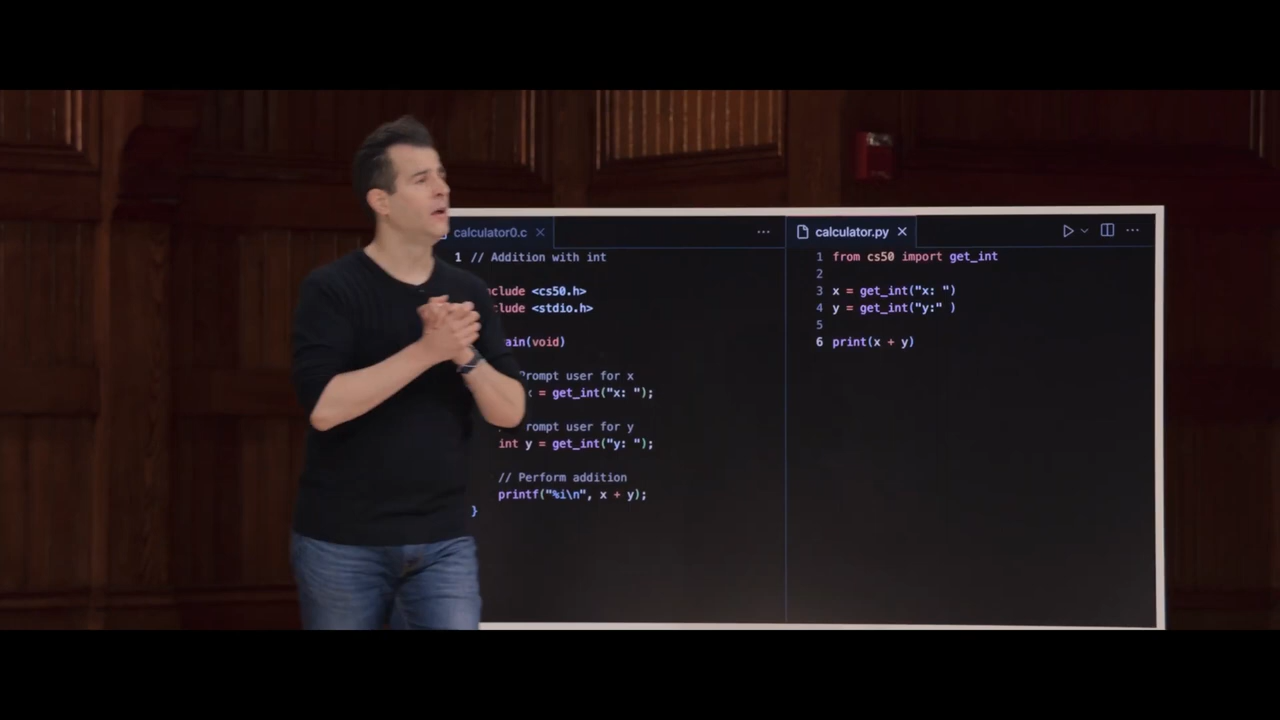 calculator0.c
1 // Addition with int
clude <cs50.h>
clude <stdio.h>
ain(void)
rompt user for x
= get_int("x: ");
rompt user for y
int y = get_int("y: ");
// Perform addition
printf("%i\n", x + y);
}
calculator.py
1 from cs50 import get_int
2
3 x = get_int("x: ")
4 y = get_int("y:" )
5
6 print(x + y)